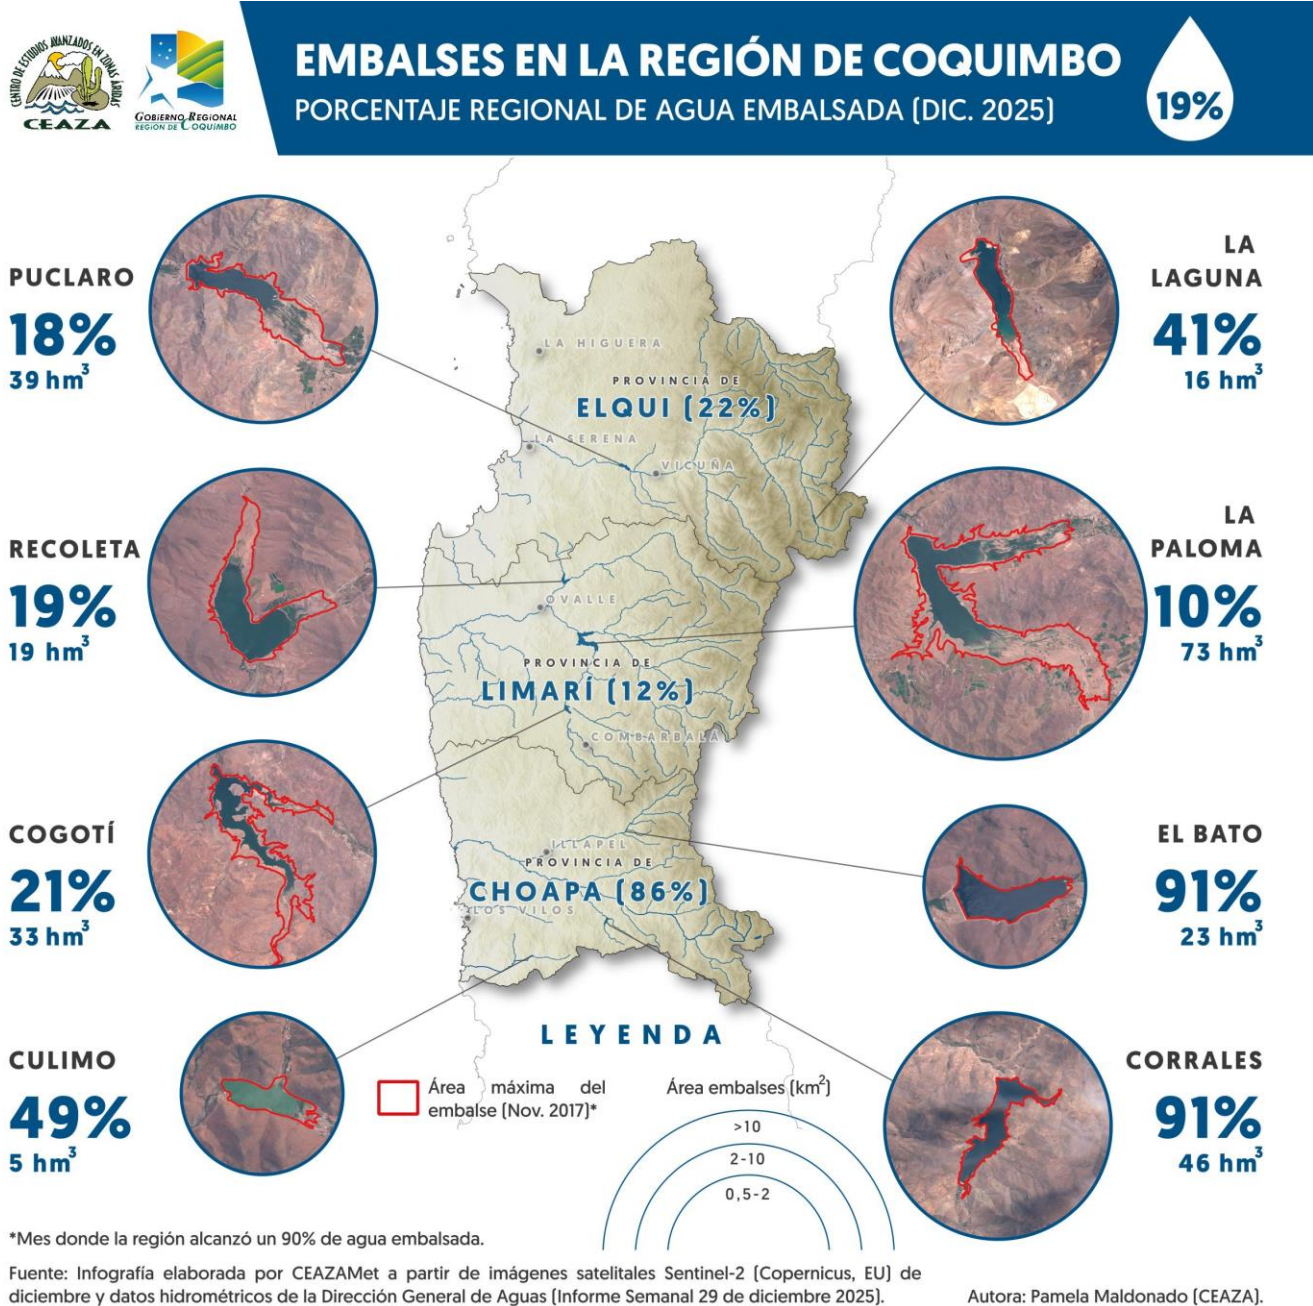 CENTRO DE ESTUDIOS AVANZADOS EN ZONAS ÁRIDAS
CEAZA
GOBIERNO REGIONAL
REGIÓN DE COQUIMBO
EMBALSES EN LA REGIÓN DE COQUIMBO
PORCENTAJE REGIONAL DE AGUA EMBALSADA (DIC. 2025)
19%
PUCLARO
18%
39 hm³
RECOLETA
19%
19 hm³
COGOTÍ
21%
33 hm³
CULIMO
49%
5 hm³
LA HIGUERA
PROVINCIA DE
ELQUI (22%)
LA SERENA
VICUÑA
OVALLE
PROVINCIA DE
LIMARÍ (12%)
COMBARBALÁ
ILLAPEL
PROVINCIA DE
CHOAPA (86%)
LOS VILOS
LA
LAGUNA
41%
16 hm³
LA
PALOMA
10%
73 hm³
EL BATO
91%
23 hm³
CORRALES
91%
46 hm³
LEYENDA
Área máxima del
embalse (Nov. 2017)*
Área embalses (km²)
>10
2-10
0,5-2
*Mes donde la región alcanzó un 90% de agua embalsada.
Fuente: Infografía elaborada por CEAZAMet a partir de imágenes satelitales Sentinel-2 (Copernicus, EU) de
diciembre y datos hidrométricos de la Dirección General de Aguas (Informe Semanal 29 de diciembre 2025).
Autora: Pamela Maldonado (CEAZA).